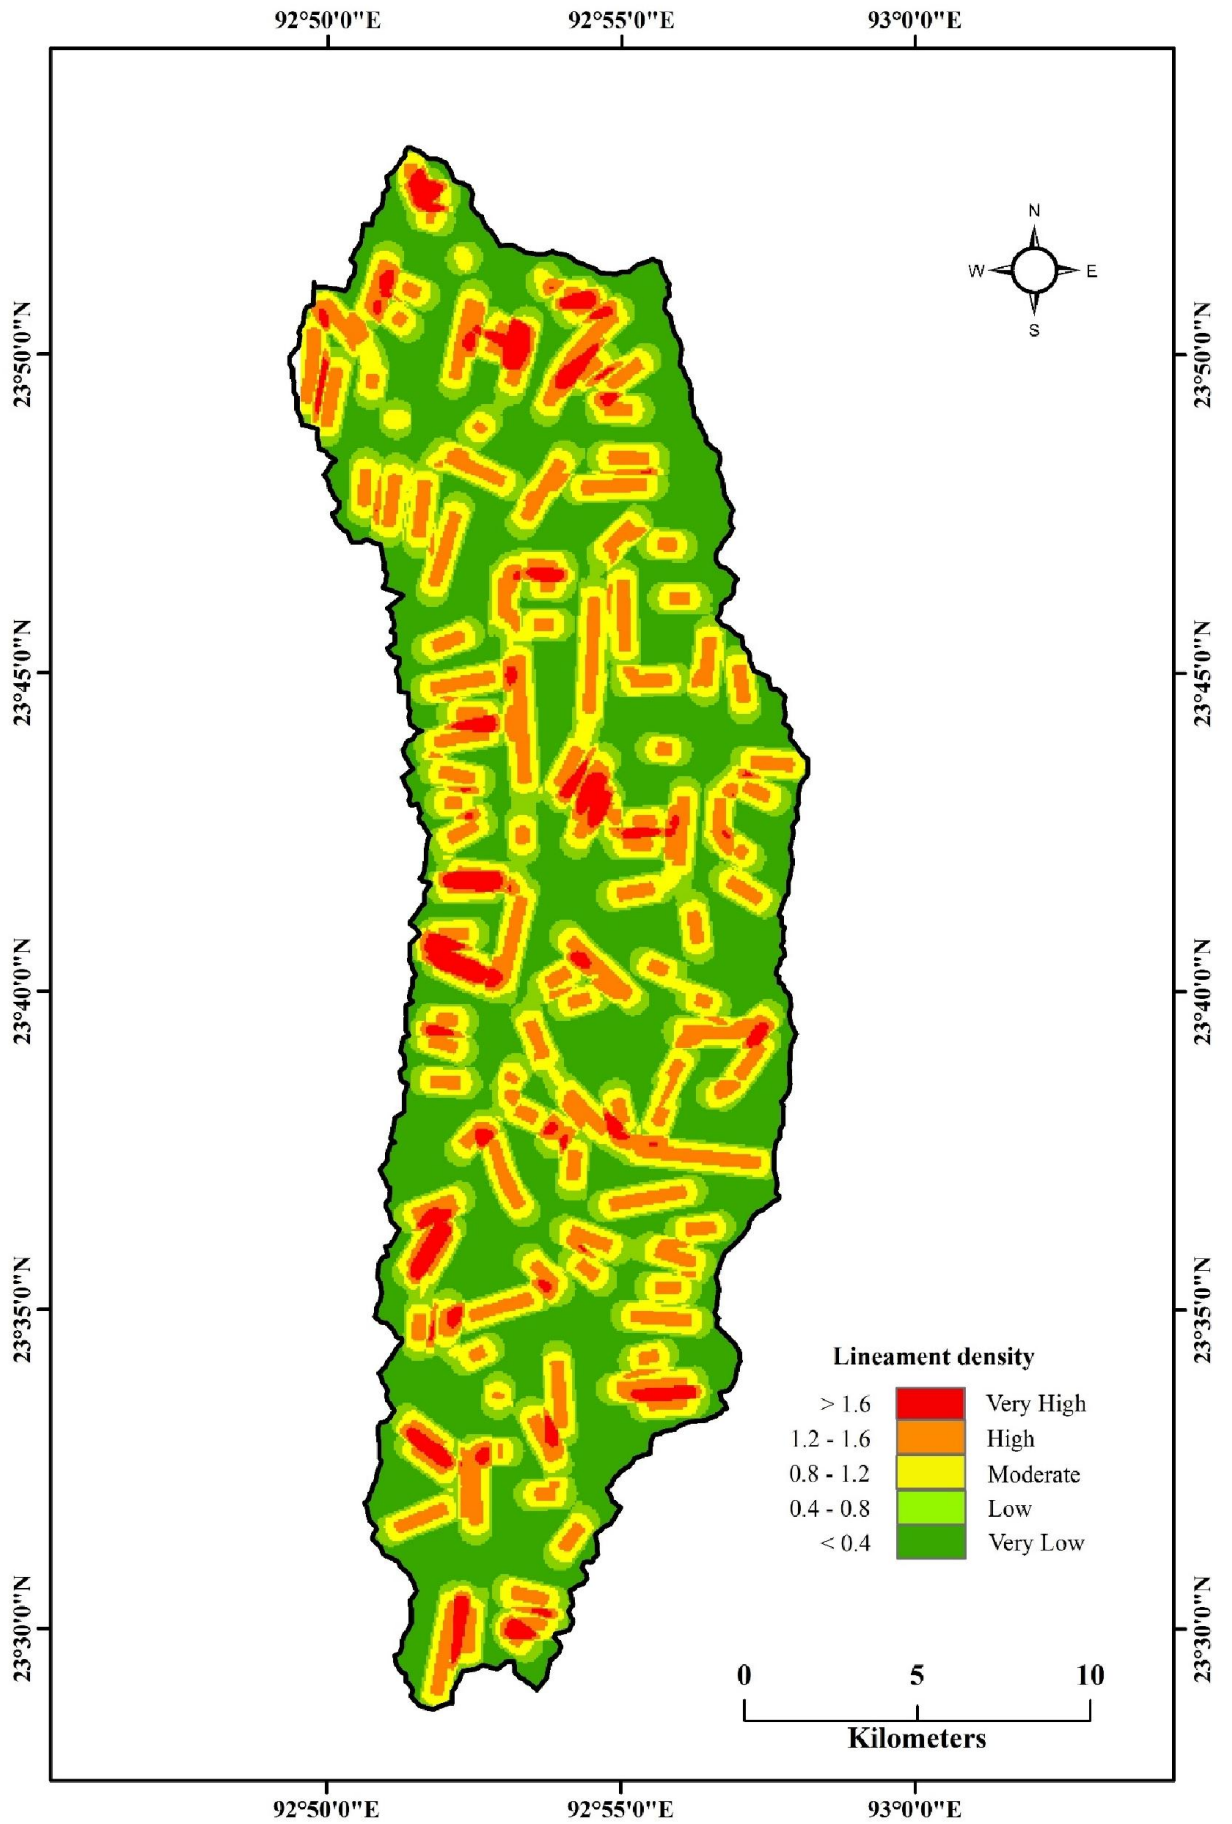 92°50'0"E 92°55'0"E 93°0'0"E
N
W E
S
23°50'0"N 23°50'0"N
23°45'0"N 23°45'0"N
23°40'0"N 23°40'0"N
23°35'0"N 23°35'0"N
Lineament density
> 1.6 Very High
1.2 - 1.6 High
0.8 - 1.2 Moderate
0.4 - 0.8 Low
< 0.4 Very Low
23°30'0"N 23°30'0"N
0 5 10
Kilometers
92°50'0"E 92°55'0"E 93°0'0"E